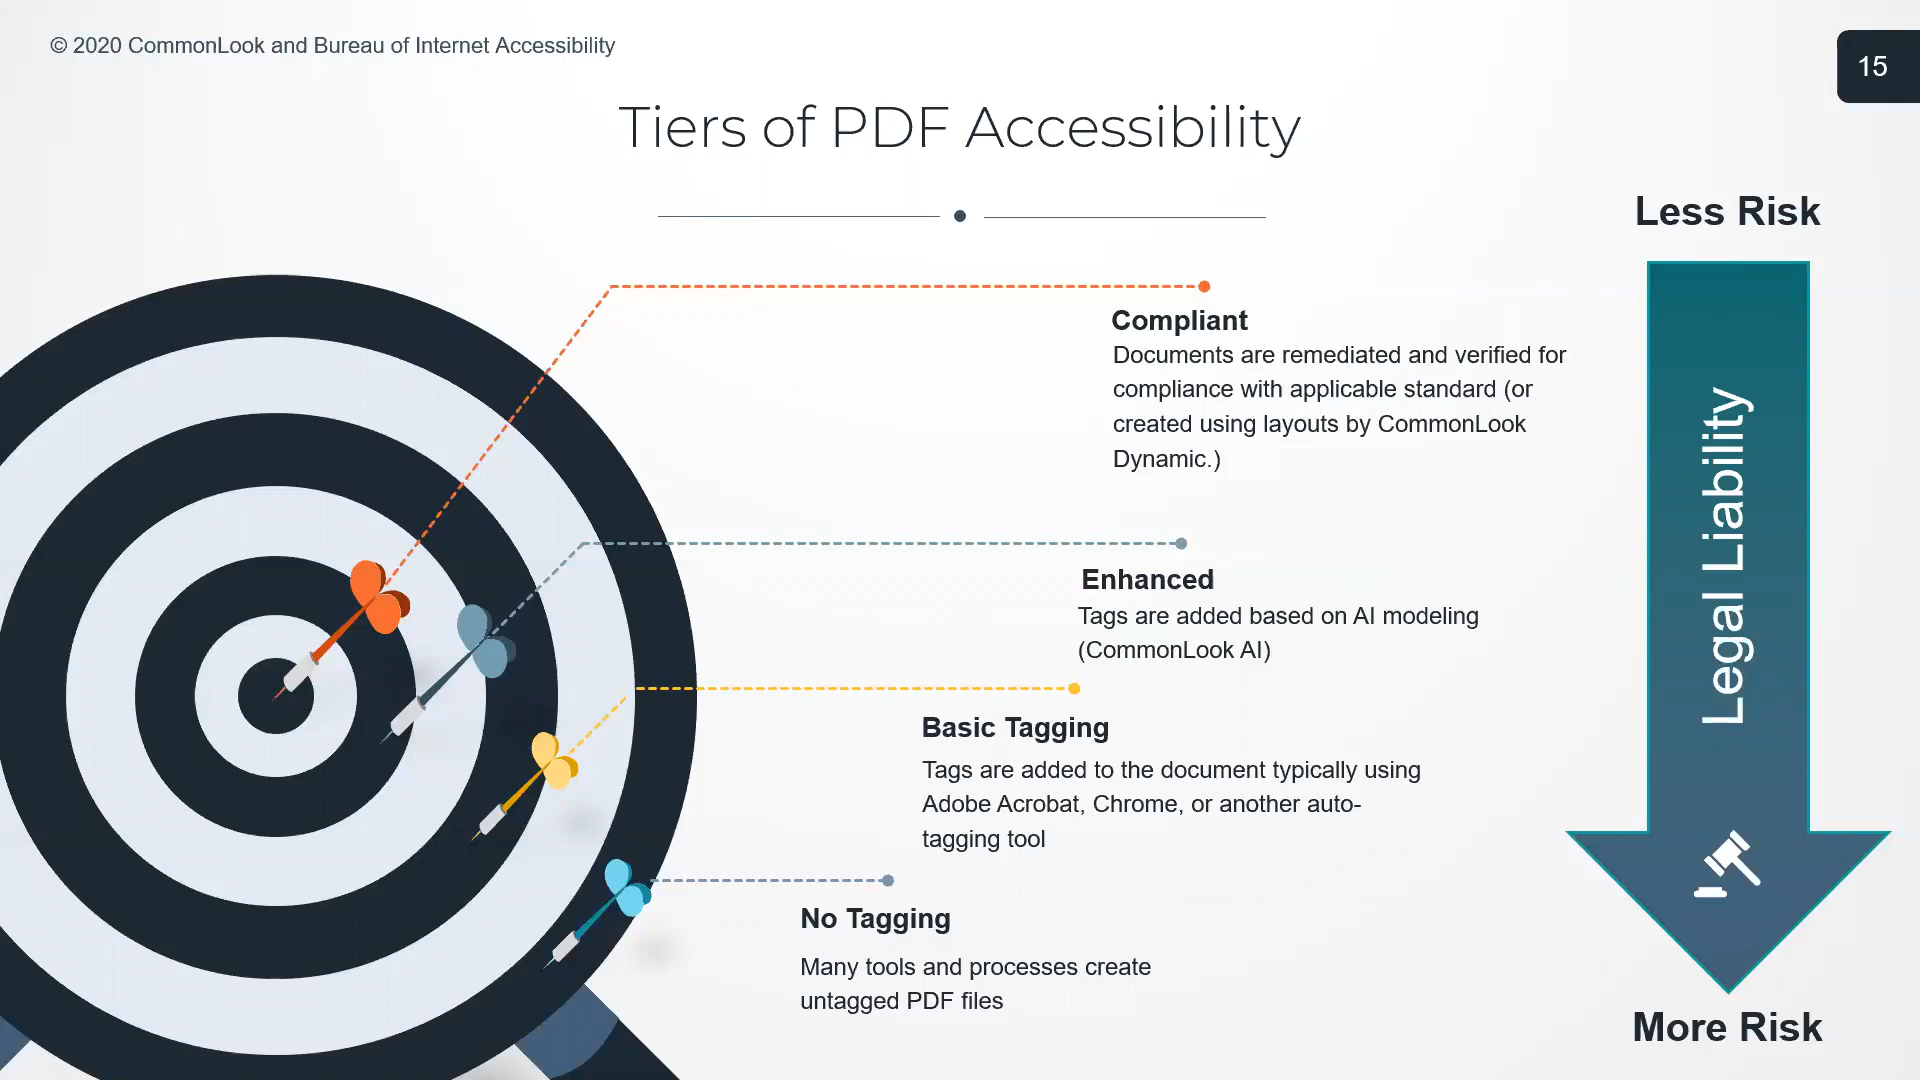 © 2020 CommonLook and Bureau of Internet Accessibility
15
Tiers of PDF Accessibility
Less Risk
Compliant
Documents are remediated and verified for
compliance with applicable standard (or
created using layouts by CommonLook
Dynamic.)
Enhanced
Tags are added based on AI modeling
(CommonLook AI)
Basic Tagging
Tags are added to the document typically using
Adobe Acrobat, Chrome, or another auto-
tagging tool
No Tagging
Many tools and processes create
untagged PDF files
Legal Liability
More Risk